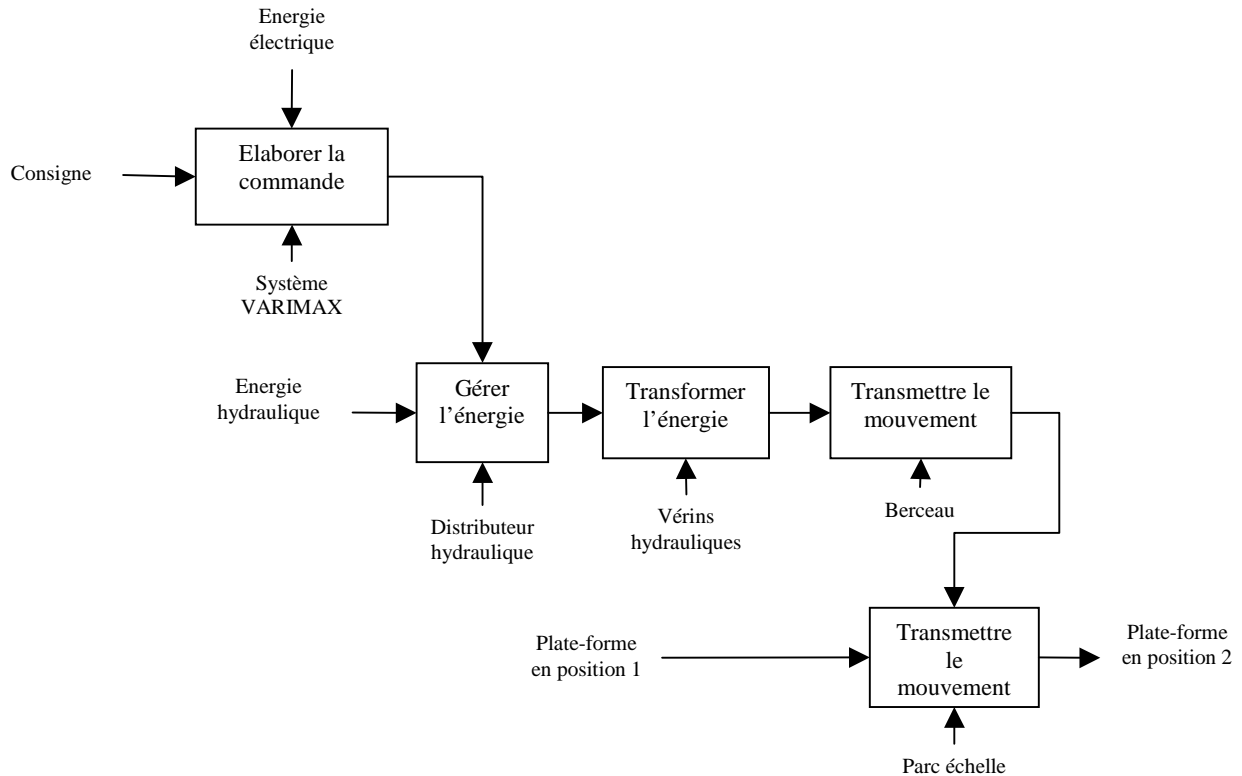 Energie
électrique
Elaborer la
commande
Consigne
Système
VARIMAX
Energie
hydraulique
Gérer
l'énergie
Transformer
l'énergie
Transmettre le
mouvement
Distributeur
hydraulique
Vérins
hydrauliques
Berceau
Plate-forme
en position 1
Transmettre
le
mouvement
Plate-forme
en position 2
Parc échelle